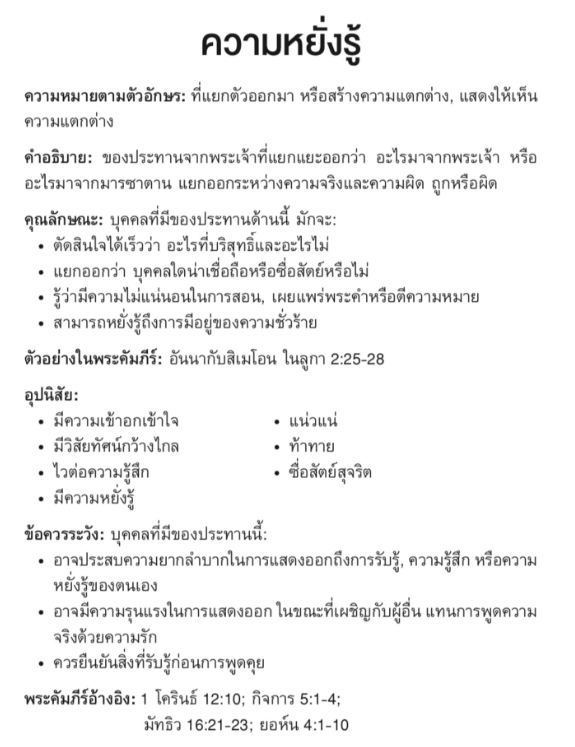 ความหยั่งรู้
ความหมายตามตัวอักษร: ที่แยกตัวออกมา หรือสร้างความแตกต่าง, แสดงให้เห็น
ความแตกต่าง
คำอธิบาย: ของประทานจากพระเจ้าที่แยกแยะออกว่า อะไรมาจากพระเจ้า หรือ
อะไรมาจากมารซาตาน แยกออกระหว่างความจริงและความผิด ถูกหรือผิด
คุณลักษณะ: บุคคลที่มีของประทานด้านนี้ มักจะ:
• ตัดสินใจได้เร็วว่า อะไรที่บริสุทธิ์และอะไรไม่
• แยกออกว่า บุคคลใดน่าเชื่อถือหรือซื่อสัตย์หรือไม่
• รู้ว่ามีความไม่แน่นอนในการสอน, เผยแพร่พระคำหรือตีความหมาย
• สามารถหยั่งรู้ถึงการมีอยู่ของความชั่วร้าย
ตัวอย่างในพระคัมภีร์: อันนากับสิเมโอน ในลูกา 2:25-28
อุปนิสัย:
• มีความเข้าอกเข้าใจ
• มีวิสัยทัศน์กว้างไกล
• ไวต่อความรู้สึก
• มีความหยั่งรู้
• แน่วแน่
• ท้าทาย
• ซื่อสัตย์สุจริต
ข้อควรระวัง: บุคคลที่มีของประทานนี้:
• อาจประสบความยากลำบากในการแสดงออกถึงการรับรู้, ความรู้สึก หรือความ
หยั่งรู้ของตนเอง
• อาจมีความรุนแรงในการแสดงออก ในขณะที่เผชิญกับผู้อื่น แทนการพูดความ
จริงด้วยความรัก
• ควรยืนยันสิ่งที่รับรู้ก่อนการพูดคุย
พระคัมภีร์อ้างอิง: 1 โครินธ์ 12:10; กิจการ 5:1-4;
มัทธิว 16:21-23; ยอห์น 4:1-10